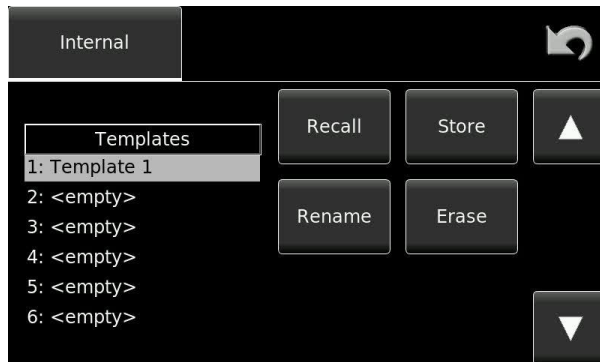 Internal
Templates
1: Template 1
2: <empty>
3: <empty>
4: <empty>
5: <empty>
6: <empty>
Recall
Store
Rename
Erase